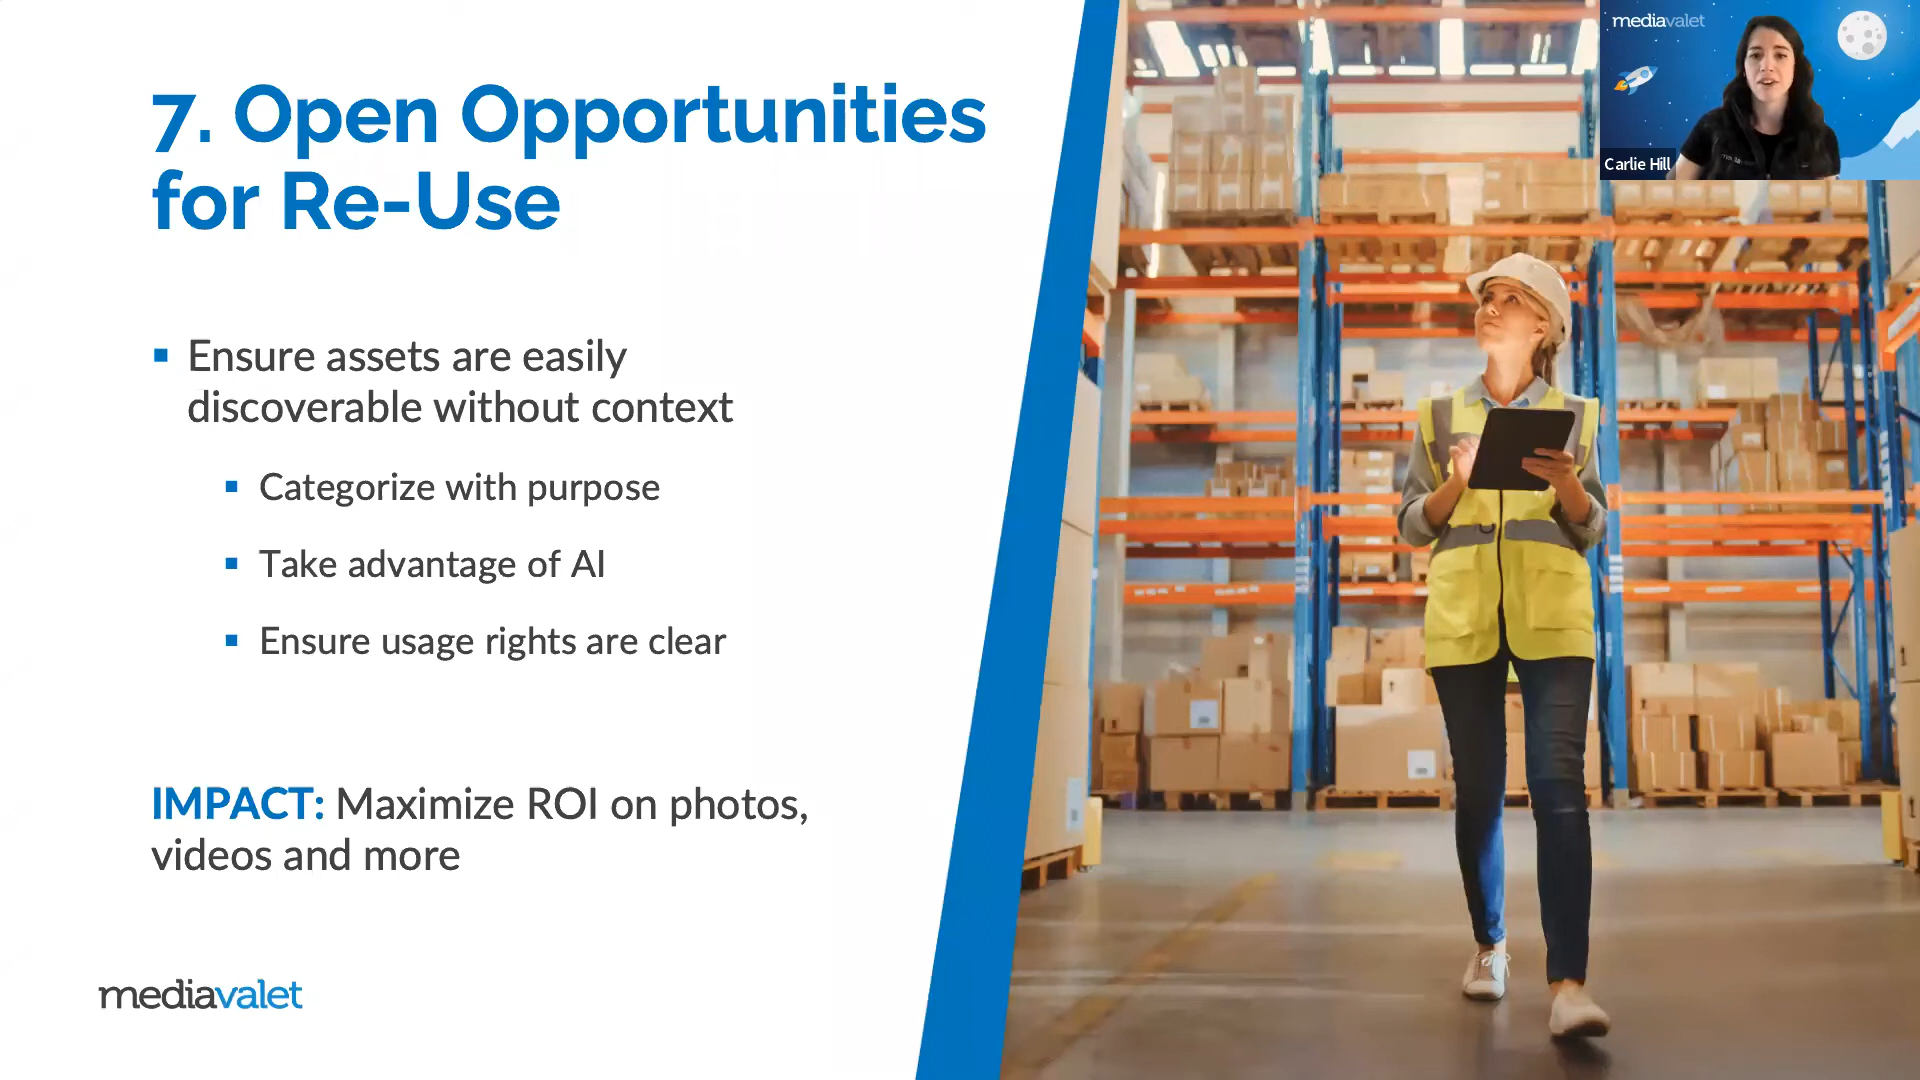 7. Open Opportunities
for Re-Use
Ensure assets are easily
discoverable without context
Categorize with purpose
Take advantage of AI
Ensure usage rights are clear
IMPACT: Maximize ROI on photos,
videos and more
mediavalet
mediavalet
Carlie Hill